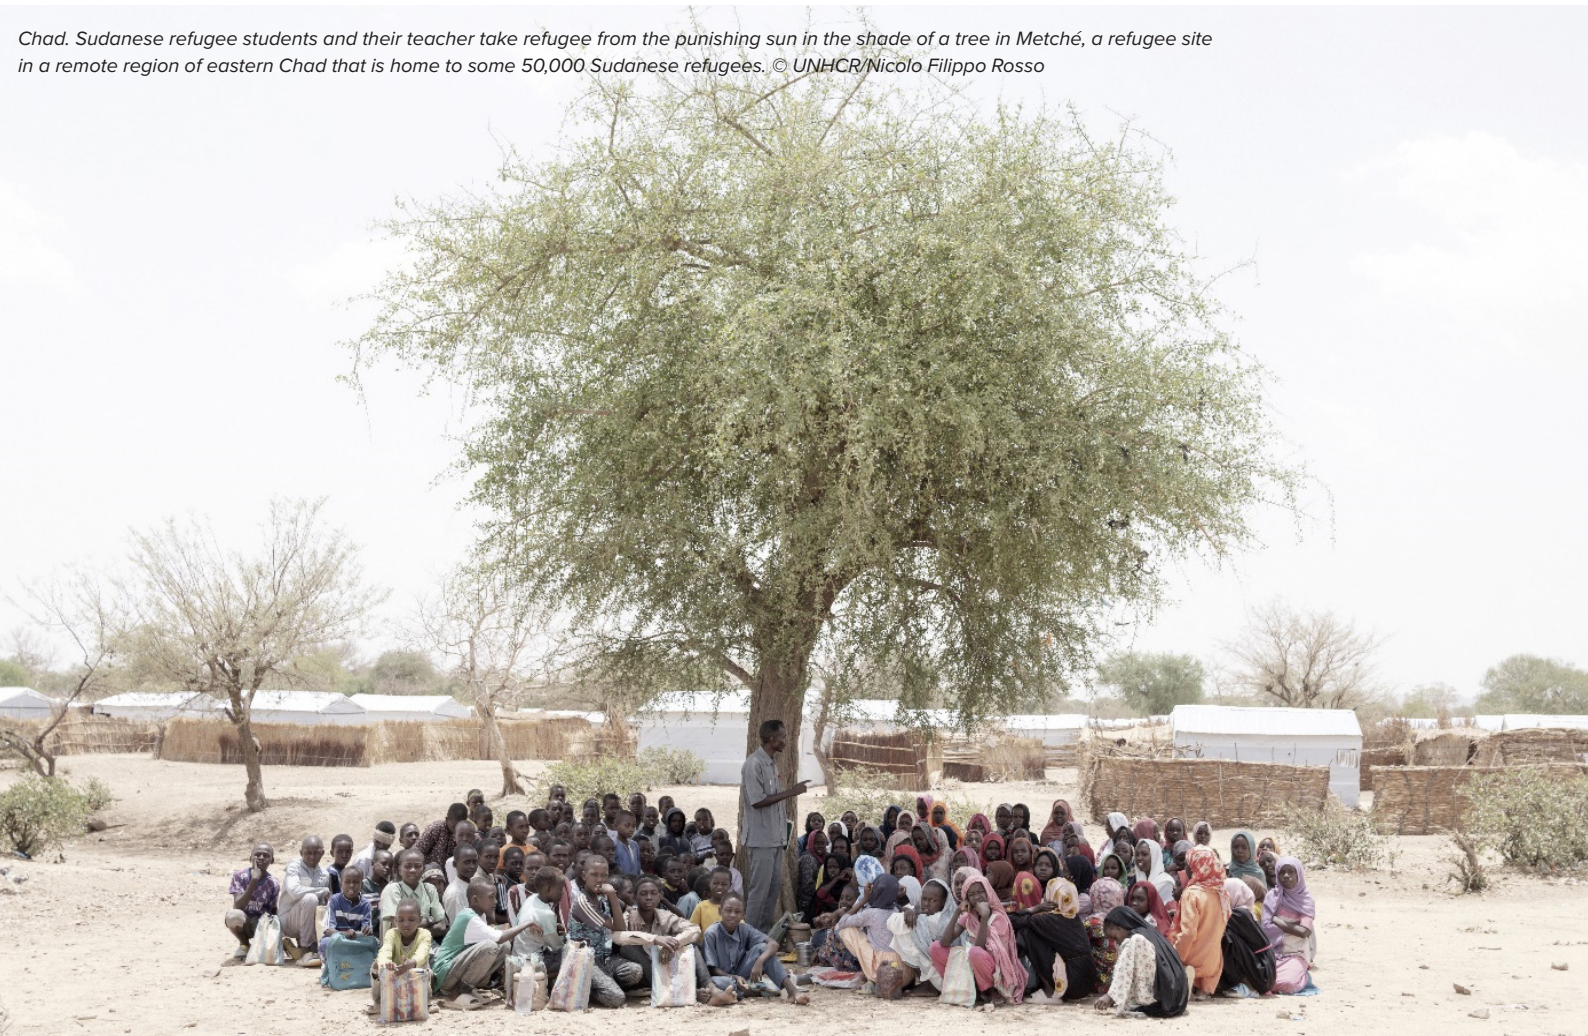 Chad. Sudanese refugee students and their teacher take refugee from the punishing sun in the shade of a tree in Metché, a refugee site
in a remote region of eastern Chad that is home to some 50,000 Sudanese refugees. © UNHCR/Nicolo Filippo Rosso